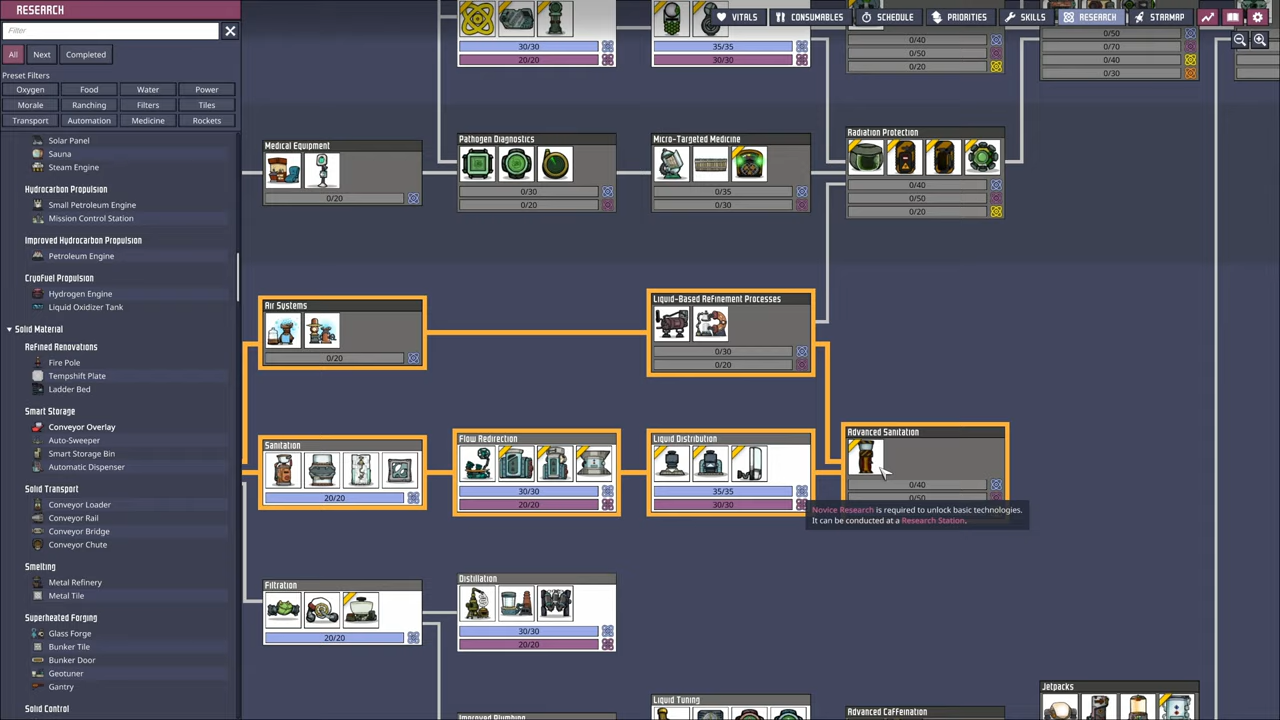 RESEARCH
VITALS
CONSUMABLES
SCHEDULE
PRIORITIES
SKILLS
RESEARCH
STARMAP
Filter
All
Next
Completed
Preset Filters
Oxygen
Food
Water
Power
Morale
Ranching
Filters
Tiles
Transport
Automation
Medicine
Rockets
Solar Panel
Sauna
Steam Engine
Hydrocarbon Propulsion
Small Petroleum Engine
Mission Control Station
Improved Hydrocarbon Propulsion
Petroleum Engine
CryoFuel Propulsion
Hydrogen Engine
Liquid Oxidizer Tank
Solid Material
Refined Renovations
Fire Pole
Tempshift Plate
Ladder Bed
Smart Storage
Conveyor Overlay
Auto-Sweeper
Smart Storage Bin
Automatic Dispenser
Solid Transport
Conveyor Loader
Conveyor Rail
Conveyor Bridge
Conveyor Chute
Smelting
Metal Refinery
Metal Tile
Superheated Forging
Glass Forge
Bunker Tile
Bunker Door
Geotuner
Gantry
Solid Control
30/30
20/20
35/35
30/30
0/40
0/50
0/20
0/50
0/70
0/40
0/30
Medical Equipment
0/20
Pathogen Diagnostics
0/30
0/20
Micro-Targeted Medicine
0/35
0/30
Radiation Protection
0/40
0/50
0/20
Air Systems
0/20
Liquid-Based Refinement Processes
0/30
0/20
Sanitation
20/20
Flow Redirection
30/30
20/20
Liquid Distribution
35/35
30/30
Advanced Sanitation
0/40
0/50
Novice Research is required to unlock basic technologies.
It can be conducted at a Research Station.
Filtration
20/20
Distillation
30/30
20/20
Improved Plumbing
Liquid Tuning
Advanced Caffeination
Jetpacks